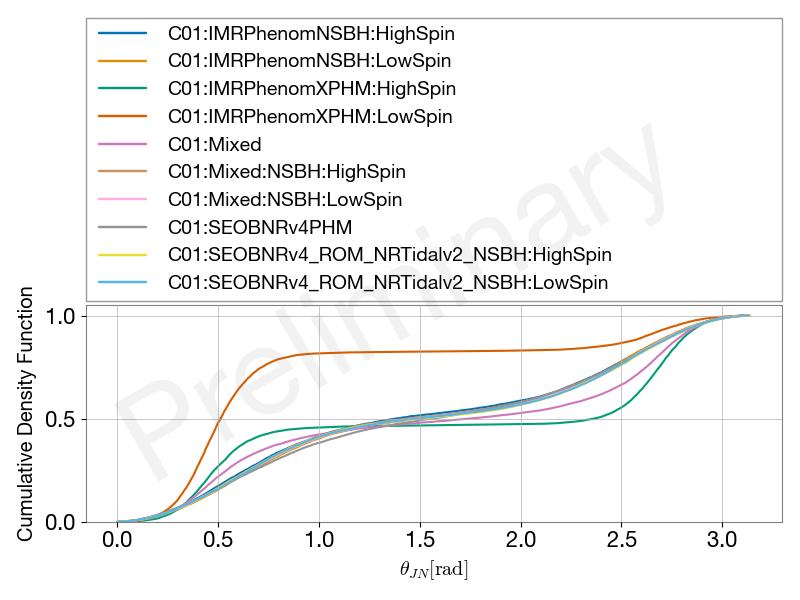 C01:IMRPhenomNSBH:HighSpin
C01:IMRPhenomNSBH:LowSpin
C01:IMRPhenomXPHM:HighSpin
C01:IMRPhenomXPHM:LowSpin
C01:Mixed
C01:Mixed:NSBH:HighSpin
C01:Mixed:NSBH:LowSpin
C01:SEOBNRv4PHM
C01:SEOBNRv4_ROM_NRTidalv2_NSBH:HighSpin
C01:SEOBNRv4_ROM_NRTidalv2_NSBH:LowSpin
Preliminary
Cumulative Density Function
1.0
0.5
0.0
0.0 0.5 1.0 1.5 2.0 2.5 3.0
θ_{JN}[rad]